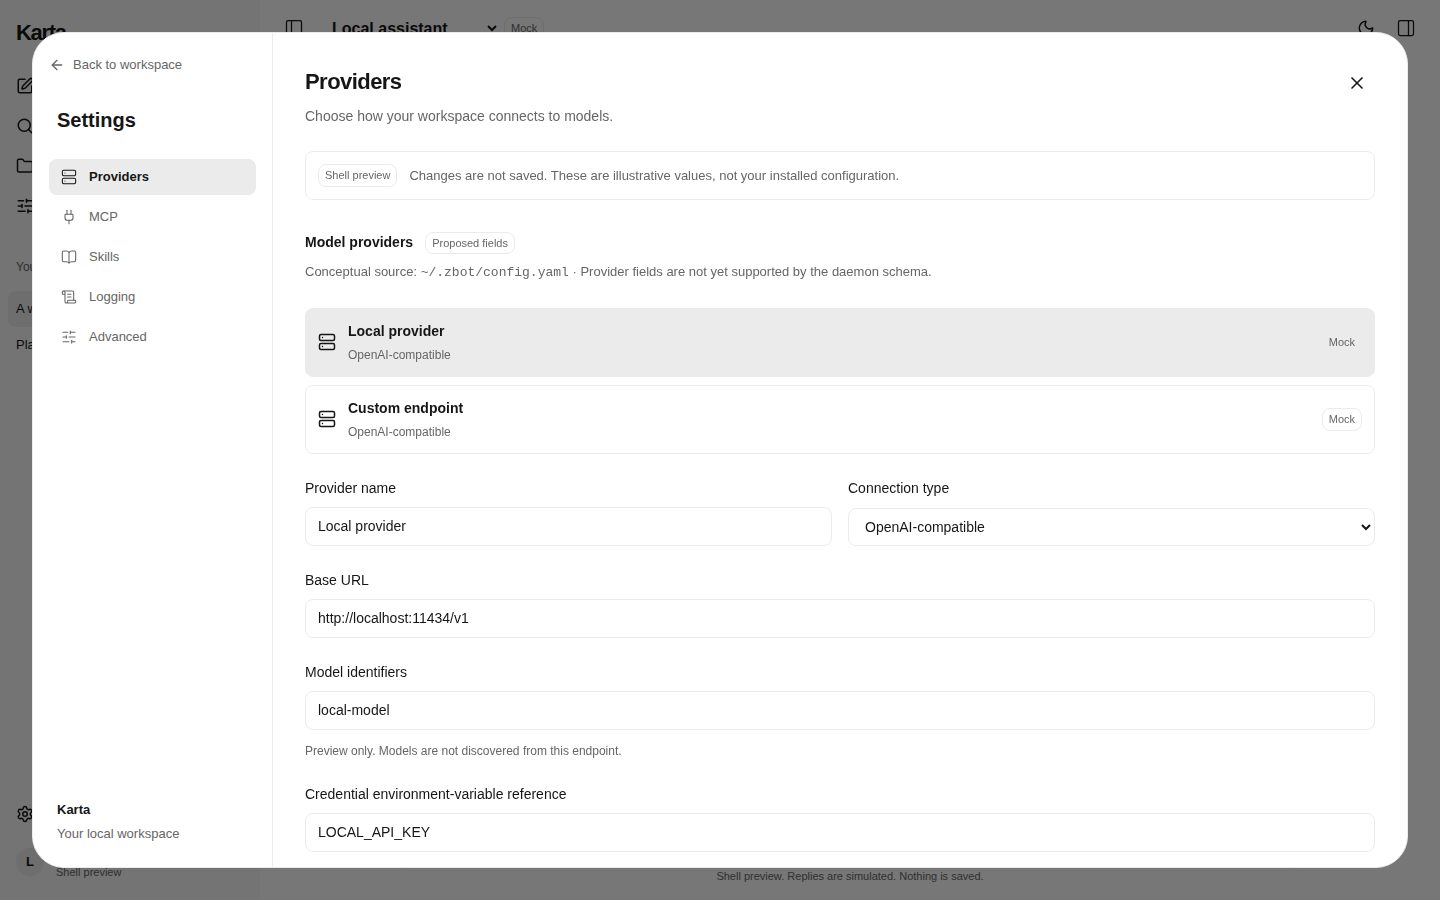 Karta
Local assistant
Mock
Back to workspace
Settings
Providers
MCP
Skills
Logging
Advanced
Karta
Your local workspace
Providers
Choose how your workspace connects to models.
Shell preview
Changes are not saved. These are illustrative values, not your installed configuration.
Model providers
Proposed fields
Conceptual source: ~/.zbot/config.yaml · Provider fields are not yet supported by the daemon schema.
Local provider
OpenAI-compatible
Mock
Custom endpoint
OpenAI-compatible
Mock
Provider name
Connection type
Local provider
OpenAI-compatible
Base URL
http://localhost:11434/v1
Model identifiers
local-model
Preview only. Models are not discovered from this endpoint.
Credential environment-variable reference
LOCAL_API_KEY
L
Shell preview
Shell preview. Replies are simulated. Nothing is saved.